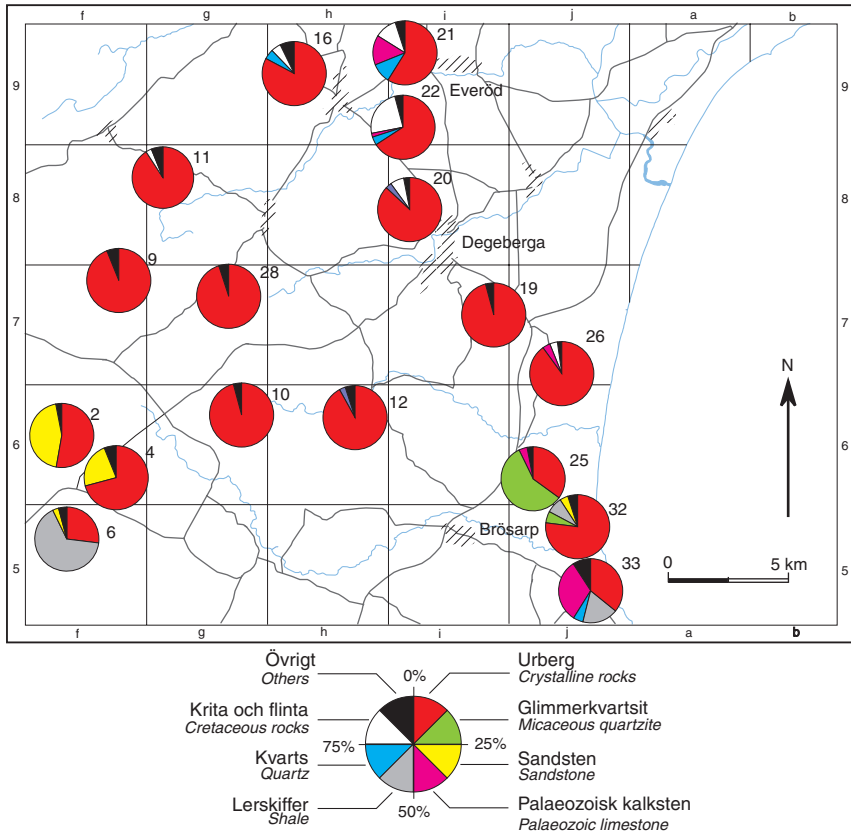 f g h i j a b
16 21
9 Everöd 9
22
11
8 20 8
Degeberga
9 28
7 19 7
26
10 12
2
6 4 6
25
6 32
Brösarp
5 33 5
N
0 5 km
f g h i j a b
Övrigt 0% Urberg
Others Crystalline rocks
Krita och flinta Glimmerkvartsit
Cretaceous rocks Micaceous quartzite
75% 25%
Kvarts Sandsten
Quartz Sandstone
Lerskiffer 50% Palaeozoisk kalksten
Shale Palaeozoic limestone